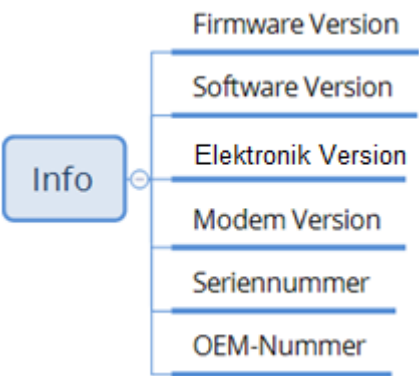 Firmware Version
Software Version
Elektronik Version
Info
Modem Version
Seriennummer
OEM-Nummer